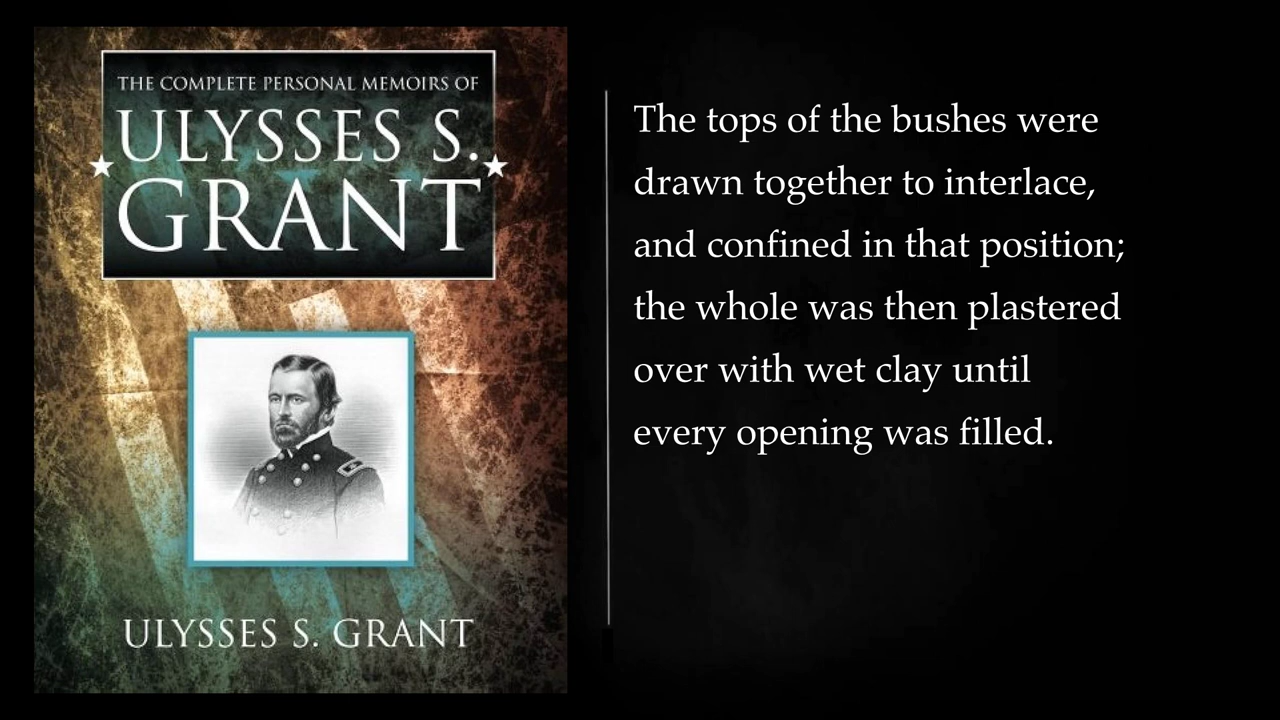 THE COMPLETE PERSONAL MEMOIRS OF
ULYSSES S.
GRANT
ULYSSES S. GRANT
The tops of the bushes were
drawn together to interlace,
and confined in that position;
the whole was then plastered
over with wet clay until
every opening was filled.